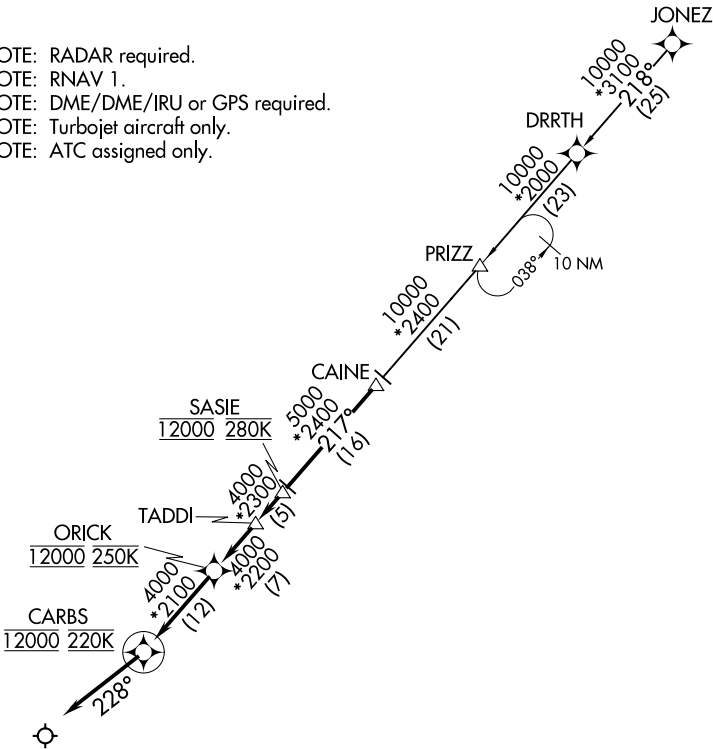 JONEZ
OTE: RADAR required.
OTE: RNAV 1.
OTE: DME/DME/IRU or GPS required.
OTE: Turbojet aircraft only.
OTE: ATC assigned only.
10000
*3100
218°
(25)
DRRTH
10000
*2000
(23)
PRIZZ
038°
10 NM
10000
*2400
(21)
CAINE
5000
*2400
217°
(16)
SASIE
12000 280K
4000
*2300
(5)
TADDI
4000
*2200
(7)
ORICK
12000 250K
4000
*2100
(12)
CARBS
12000 220K
228°